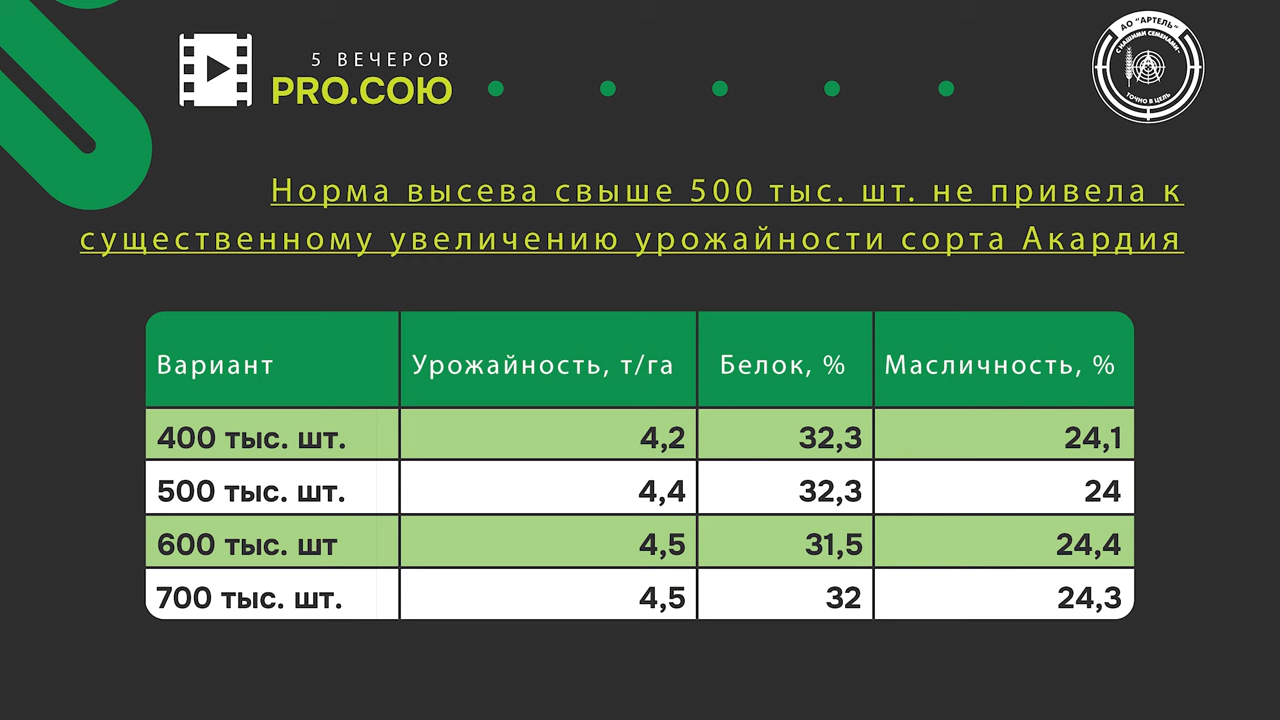 5 ВЕЧЕРОВ
PRO.СОЮ
АО "АРТЕЛЬ"
С НАШИМИ СЕМЕНАМИ-
ТОЧНО В ЦЕЛЬ
Норма высева свыше 500 тыс. шт. не привела к
существенному увеличению урожайности сорта Акардия
Вариант Урожайность, т/га Белок, % Масличность, %
400 тыс. шт. 4,2 32,3 24,1
500 тыс. шт. 4,4 32,3 24
600 тыс. шт 4,5 31,5 24,4
700 тыс. шт. 4,5 32 24,3